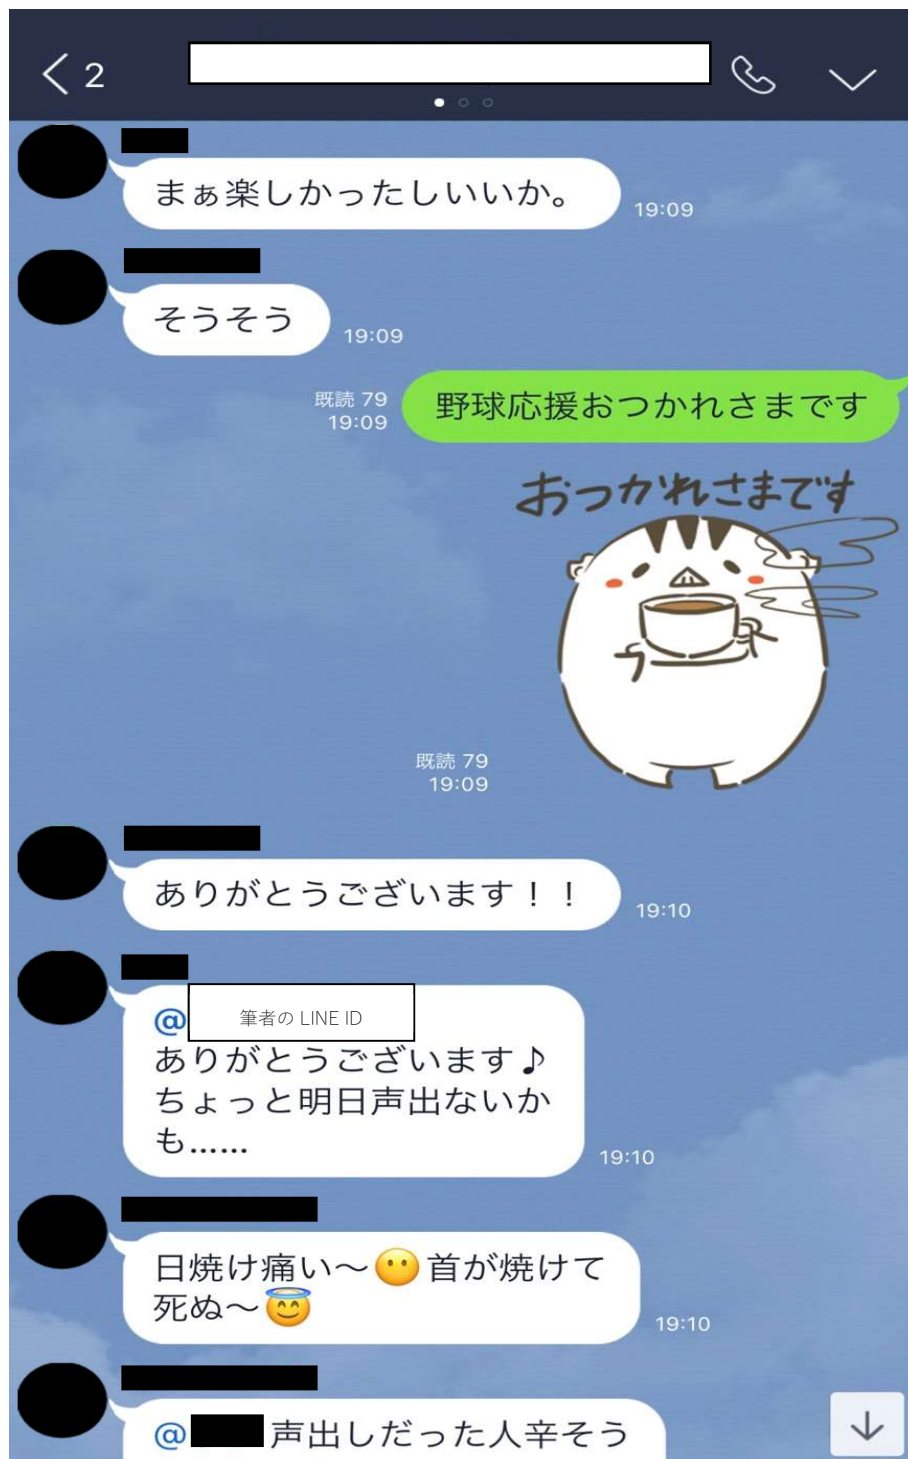 2
まぁ楽しかったしいいか。
19:09
そうそう
19:09
既読 79
19:09
野球応援おつかれさまです
おつかれさまです
既読 79
19:09
ありがとうございます！！
19:10
@
筆者の LINE ID
ありがとうございます♪
ちょっと明日声出ないか
も……
19:10
日焼け痛い〜😶首が焼けて
死ぬ〜😇
19:10
@ 声出しだった人辛そう